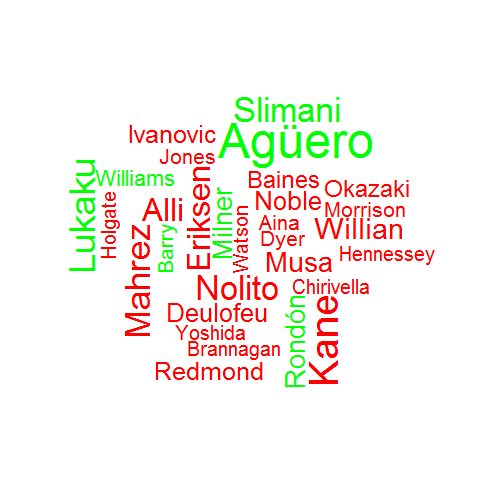 Slimani
Ivanovic
Agüero
Jones
Lukaku
Williams
Holgate
Alli
Eriksen
Milner
Baines
Okazaki
Noble
Morrison
Mahrez
Barry
Watson
Aina
Willian
Dyer
Musa
Hennessey
Nolito
Chirivella
Deulofeu
Rondón
Kane
Yoshida
Brannagan
Redmond